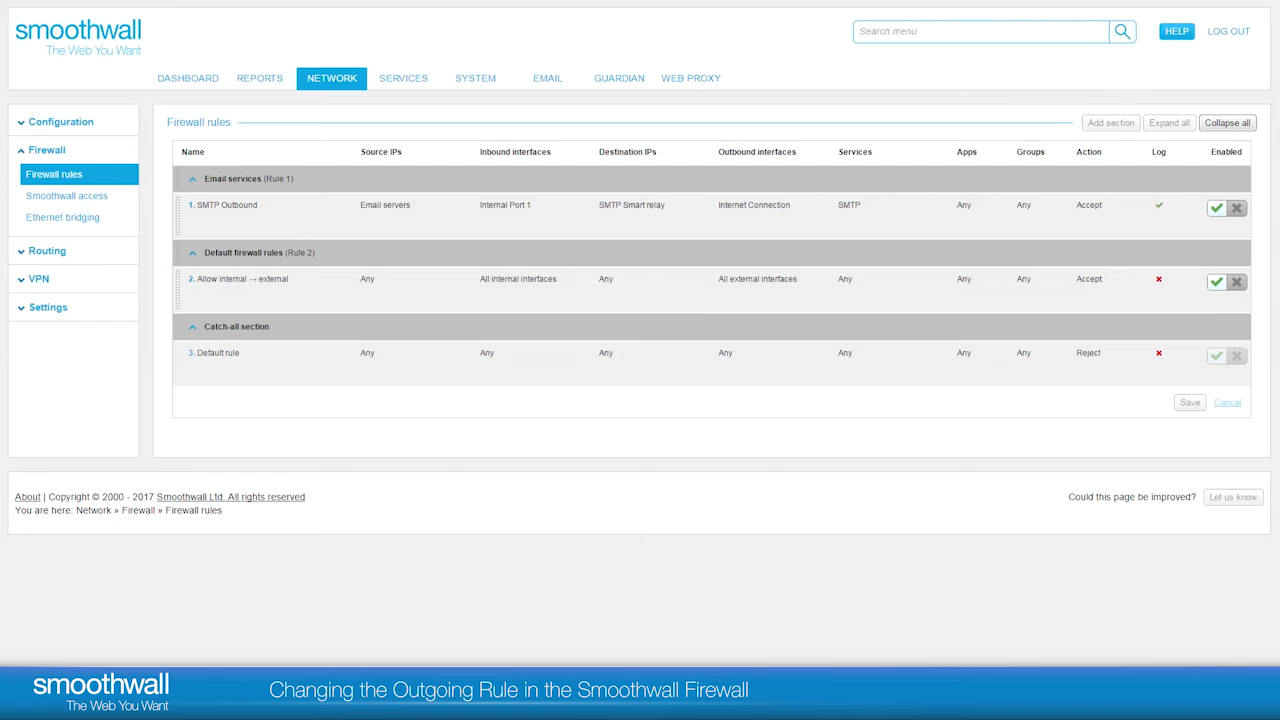 smoothwall
The Web You Want
Search menu
HELP
LOG OUT
DASHBOARD REPORTS NETWORK SERVICES SYSTEM EMAIL GUARDIAN WEB PROXY
Configuration
Firewall
Firewall rules
Smoothwall access
Ethernet bridging
Routing
VPN
Settings
Firewall rules
Add section Expand all Collapse all
Name Source IPs Inbound interfaces Destination IPs Outbound interfaces Services Apps Groups Action Log Enabled
Email services (Rule 1)
1. SMTP Outbound Email servers Internal Port 1 SMTP Smart relay Internet Connection SMTP Any Any Accept
Default firewall rules (Rule 2)
2. Allow internal → external Any All internal interfaces Any All external interfaces Any Any Any Accept
Catch-all section
3. Default rule Any Any Any Any Any Any Any Reject
Save Cancel
About | Copyright © 2000 - 2017 Smoothwall Ltd. All rights reserved
You are here: Network » Firewall » Firewall rules
Could this page be improved? Let us know
smoothwall
The Web You Want
Changing the Outgoing Rule in the Smoothwall Firewall